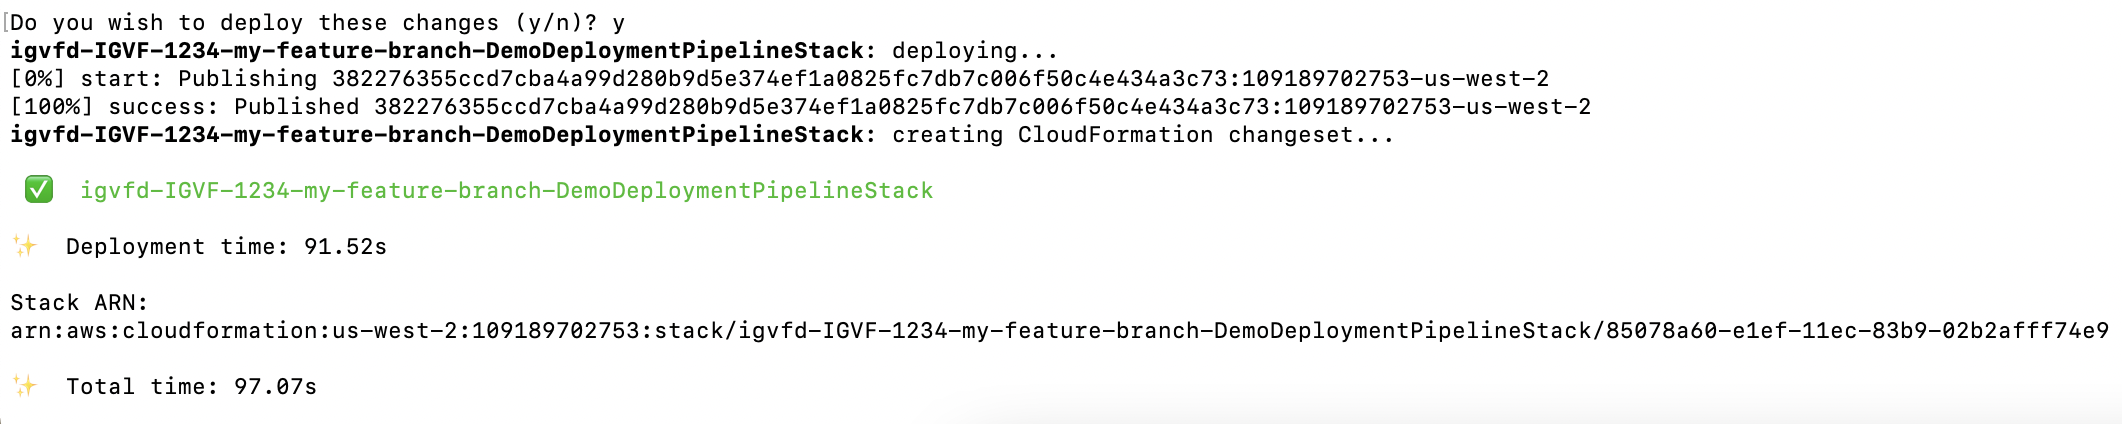 Do you wish to deploy these changes (y/n)? y
igvfd-IGVF-1234-my-feature-branch-DemoDeploymentPipelineStack: deploying...
[0%] start: Publishing 382276355ccd7cba4a99d280b9d5e374ef1a0825fc7db7c006f50c4e434a3c73:109189702753-us-west-2
[100%] success: Published 382276355ccd7cba4a99d280b9d5e374ef1a0825fc7db7c006f50c4e434a3c73:109189702753-us-west-2
igvfd-IGVF-1234-my-feature-branch-DemoDeploymentPipelineStack: creating CloudFormation changeset...
✅ igvfd-IGVF-1234-my-feature-branch-DemoDeploymentPipelineStack
✨ Deployment time: 91.52s
Stack ARN:
arn:aws:cloudformation:us-west-2:109189702753:stack/igvfd-IGVF-1234-my-feature-branch-DemoDeploymentPipelineStack/85078a60-e1ef-11ec-83b9-02b2afff74e9
✨ Total time: 97.07s